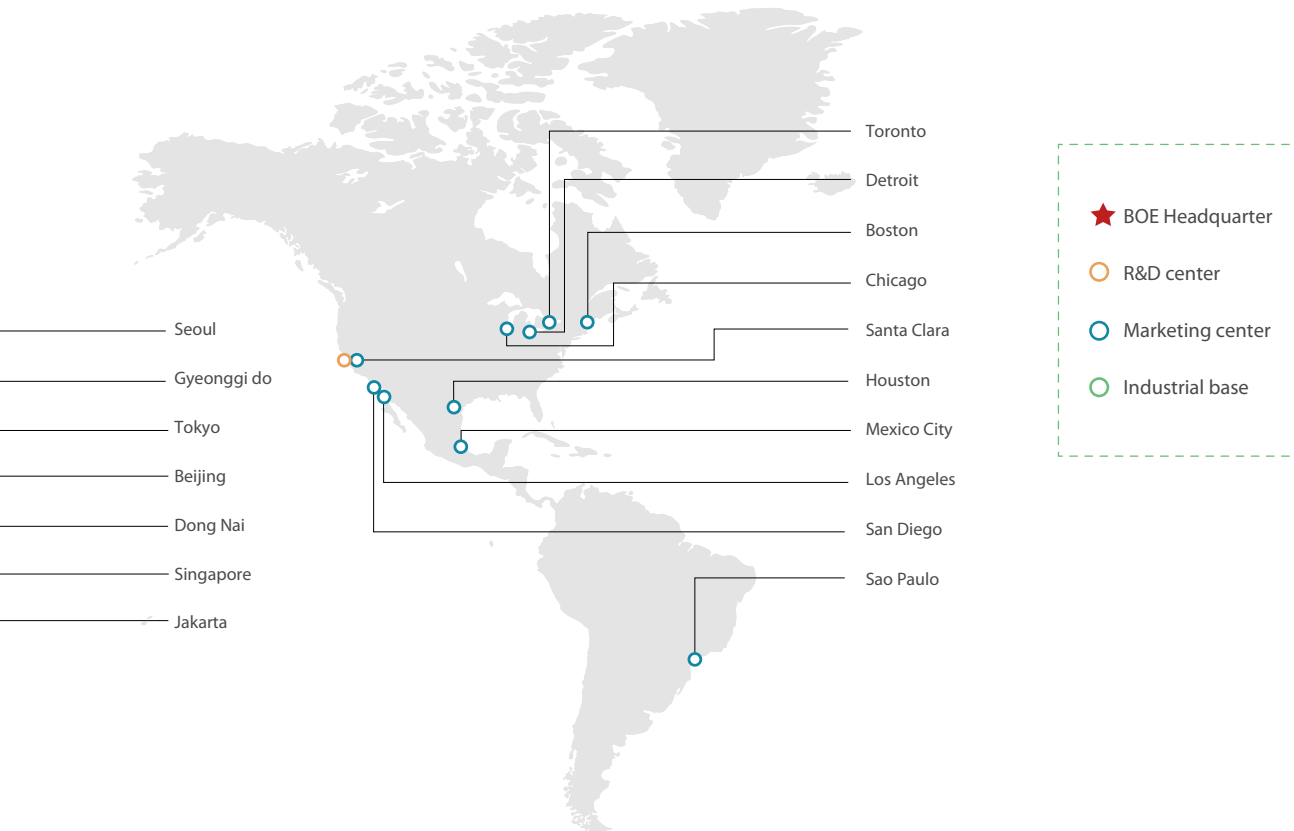 Seoul
Gyeonggi do
Tokyo
Beijing
Dong Nai
Singapore
Jakarta
Toronto
Detroit
Boston
Chicago
Santa Clara
Houston
Mexico City
Los Angeles
San Diego
Sao Paulo
BOE Headquarter
R&D center
Marketing center
Industrial base